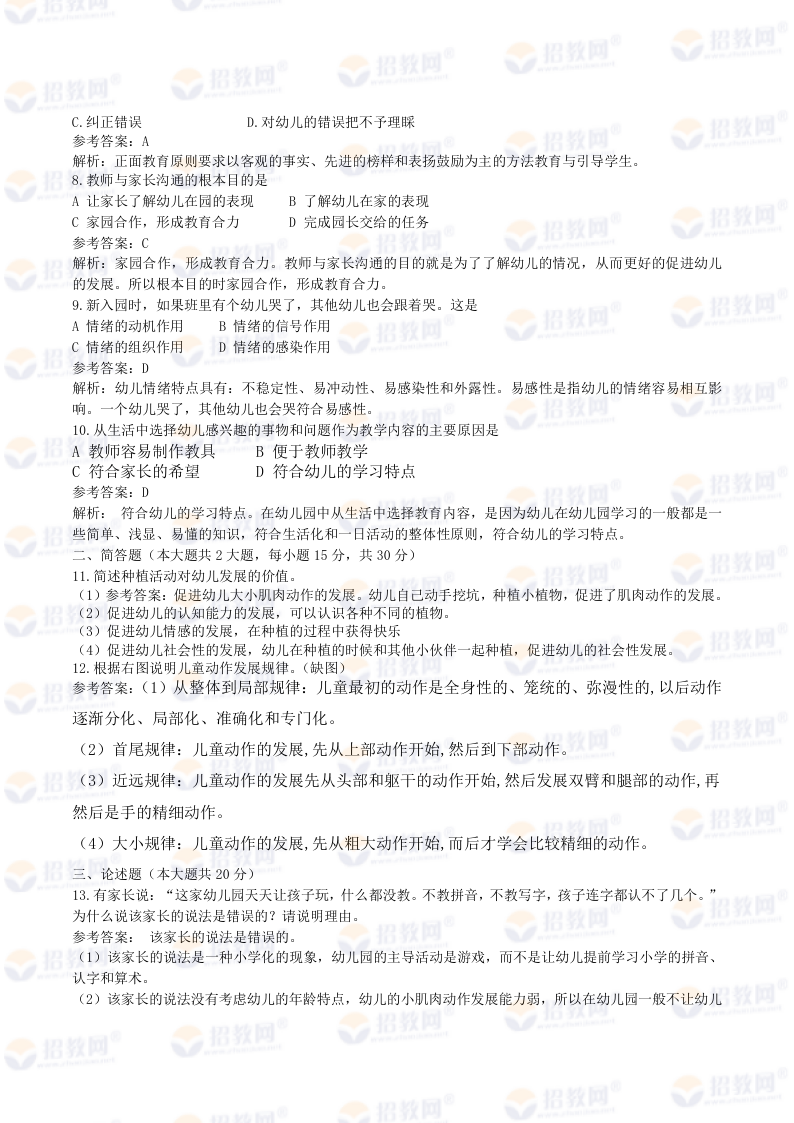 C.纠正错误 D.对幼儿的错误把不予理睬
参考答案：A
解析：正面教育原则要求以客观的事实、先进的榜样和表扬鼓励为主的方法教育与引导学生。
8.教师与家长沟通的根本目的是
A 让家长了解幼儿在园的表现 B 了解幼儿在家的表现
C 家园合作，形成教育合力 D 完成园长交给的任务
参考答案：C
解析：家园合作，形成教育合力。教师与家长沟通的目的就是为了了解幼儿的情况，从而更好的促进幼儿
的发展。所以根本目的时家园合作，形成教育合力。
9.新入园时，如果班里有个幼儿哭了，其他幼儿也会跟着哭。这是
A 情绪的动机作用 B 情绪的信号作用
C 情绪的组织作用 D 情绪的感染作用
参考答案：D
解析：幼儿情绪特点具有：不稳定性、易冲动性、易感染性和外露性。易感性是指幼儿的情绪容易相互影
响。一个幼儿哭了，其他幼儿也会哭符合易感性。
10.从生活中选择幼儿感兴趣的事物和问题作为教学内容的主要原因是
A 教师容易制作教具 B 便于教师教学
C 符合家长的希望 D 符合幼儿的学习特点
参考答案：D
解析： 符合幼儿的学习特点。在幼儿园中从生活中选择教育内容，是因为幼儿在幼儿园学习的一般都是一
些简单、浅显、易懂的知识，符合生活化和一日活动的整体性原则，符合幼儿的学习特点。
二、简答题（本大题共 2 大题，每小题 15 分，共 30 分）
11.简述种植活动对幼儿发展的价值。
（1）参考答案：促进幼儿大小肌肉动作的发展。幼儿自己动手挖坑，种植小植物，促进了肌肉动作的发展。
（2）促进幼儿的认知能力的发展，可以认识各种不同的植物。
（3）促进幼儿情感的发展，在种植的过程中获得快乐
（4）促进幼儿社会性的发展，幼儿在种植的时候和其他小伙伴一起种植，促进幼儿的社会性发展。
12.根据右图说明儿童动作发展规律。（缺图）
参考答案：（1）从整体到局部规律：儿童最初的动作是全身性的、笼统的、弥漫性的,以后动作
逐渐分化、局部化、准确化和专门化。
（2）首尾规律：儿童动作的发展,先从上部动作开始,然后到下部动作。
（3）近远规律：儿童动作的发展先从头部和躯干的动作开始,然后发展双臂和腿部的动作,再
然后是手的精细动作。
（4）大小规律：儿童动作的发展,先从粗大动作开始,而后才学会比较精细的动作。
三、论述题（本大题共 20 分）
13.有家长说：“这家幼儿园天天让孩子玩，什么都没教。不教拼音，不教写字，孩子连字都认不了几个。”
为什么说该家长的说法是错误的？请说明理由。
参考答案： 该家长的说法是错误的。
（1）该家长的说法是一种小学化的现象，幼儿园的主导活动是游戏，而不是让幼儿提前学习小学的拼音、
认字和算术。
（2）该家长的说法没有考虑幼儿的年龄特点，幼儿的小肌肉动作发展能力弱，所以在幼儿园一般不让幼儿